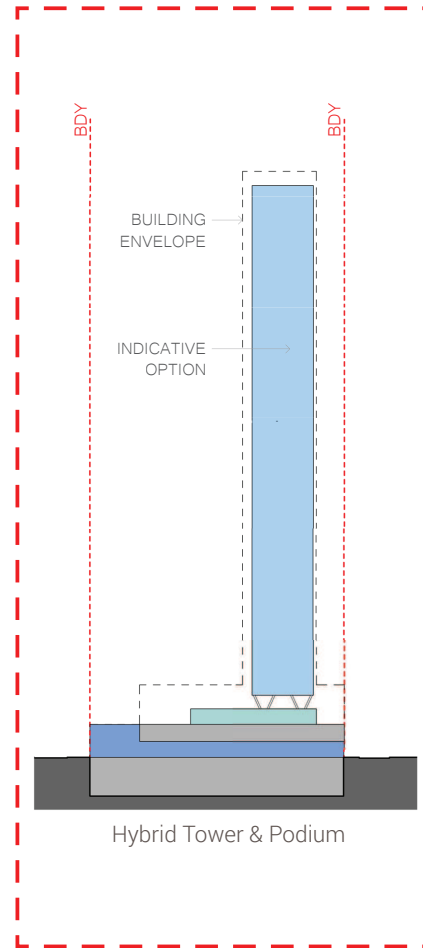 BDY
BDY
BUILDING
ENVELOPE
INDICATIVE
OPTION
Hybrid Tower & Podium